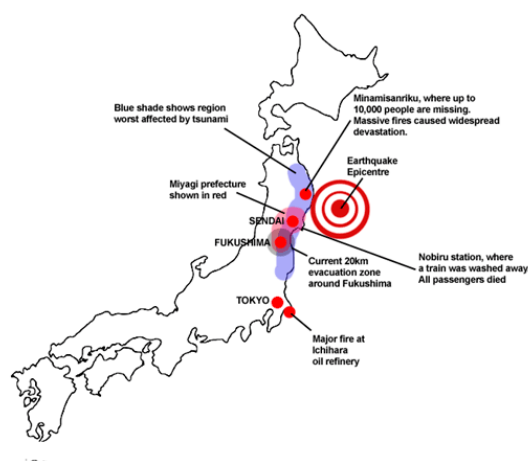 Minamisanriku, where up to
10,000 people are missing.
Massive fires caused widespread
devastation.
Blue shade shows region
worst affected by tsunami
Earthquake
Epicentre
Miyagi prefecture
shown in red
SENDAI
FUKUSHIMA
Nobiru station, where
a train was washed away
All passengers died
Current 20km
evacuation zone
around Fukushima
TOKYO
Major fire at
Ichihara
oil refinery